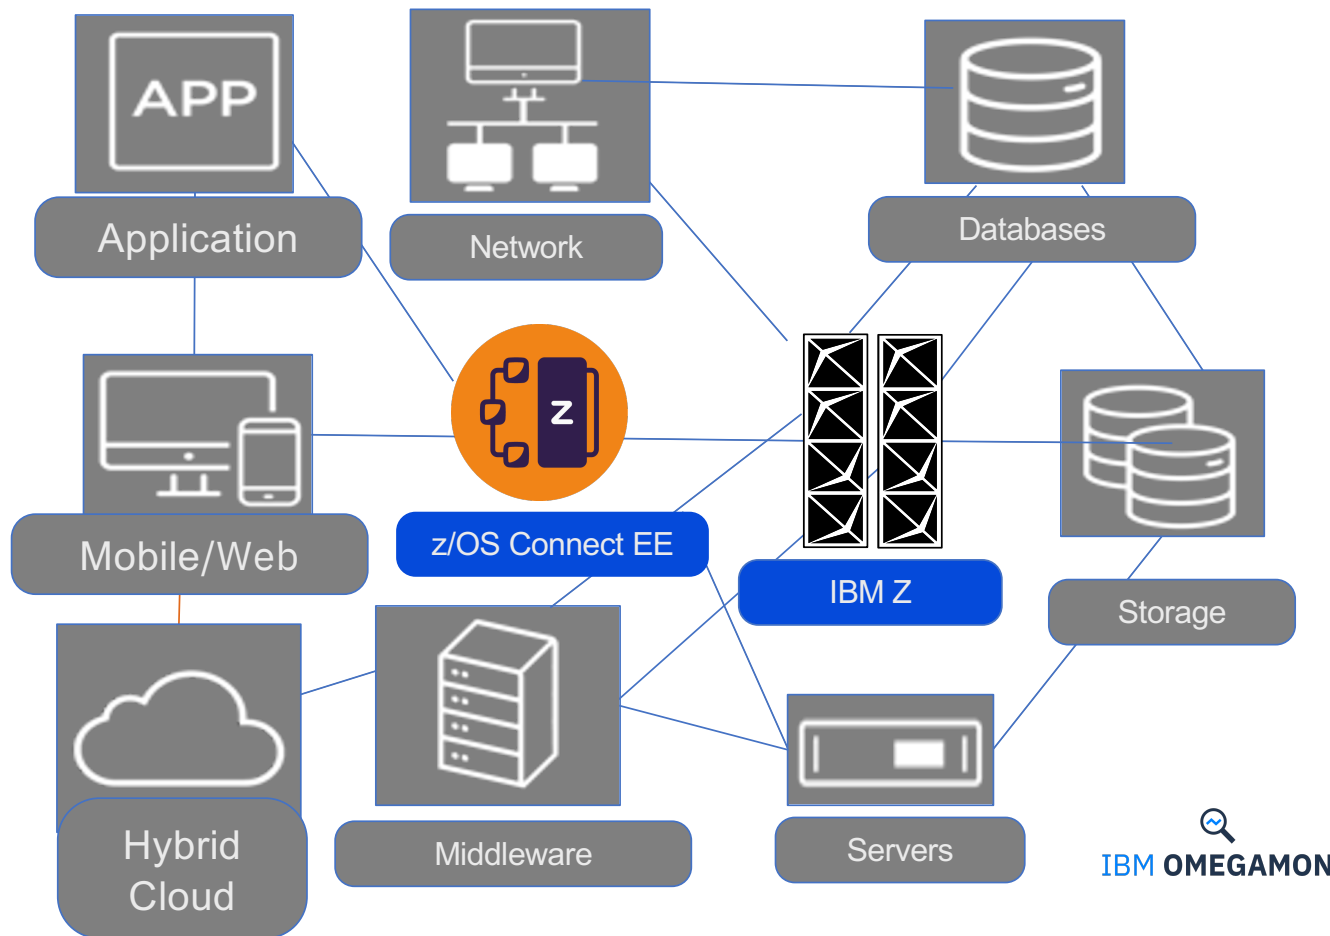 APP
Application
Network
Databases
Z
z/OS Connect EE
IBM Z
Mobile/Web
Storage
Hybrid
Cloud
Middleware
Servers
IBM OMEGAMON